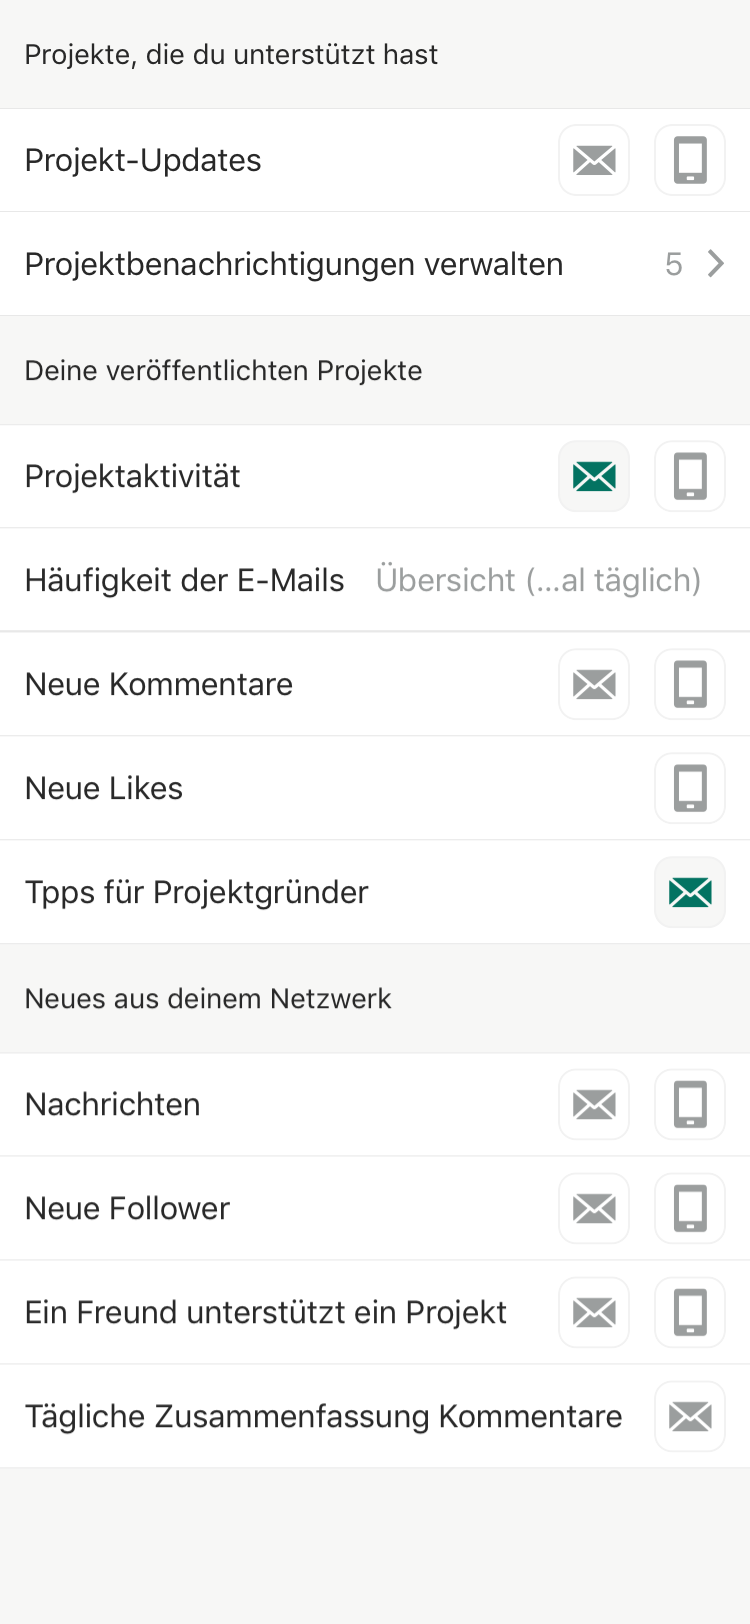 Projekte, die du unterstützt hast
Projekt-Updates
Projektbenachrichtigungen verwalten 5
Deine veröffentlichten Projekte
Projektaktivität
Häufigkeit der E-Mails Übersicht (...al täglich)
Neue Kommentare
Neue Likes
Tpps für Projektgründer
Neues aus deinem Netzwerk
Nachrichten
Neue Follower
Ein Freund unterstützt ein Projekt
Tägliche Zusammenfassung Kommentare